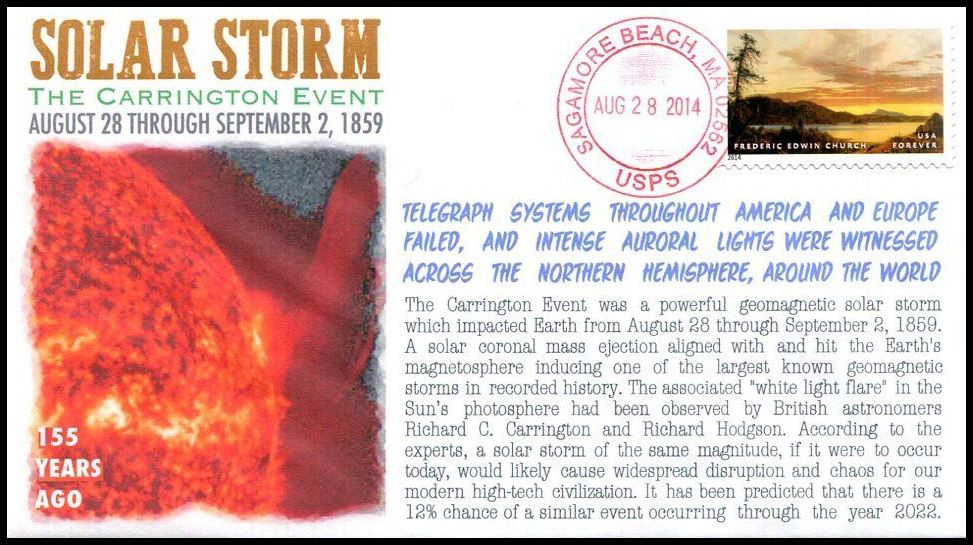 SOLAR STORM
THE CARRINGTON EVENT
AUGUST 28 THROUGH SEPTEMBER 2, 1859
155
YEARS
AGO
SAGAMORE BEACH, MA 02562
AUG 28 2014
USPS
FREDERIC EDWIN CHURCH
USA
FOREVER
2014
TELEGRAPH SYSTEMS THROUGHOUT AMERICA AND EUROPE
FAILED, AND INTENSE AURORAL LIGHTS WERE WITNESSED
ACROSS THE NORTHERN HEMISPHERE, AROUND THE WORLD
The Carrington Event was a powerful geomagnetic solar storm
which impacted Earth from August 28 through September 2, 1859.
A solar coronal mass ejection aligned with and hit the Earth's
magnetosphere inducing one of the largest known geomagnetic
storms in recorded history. The associated "white light flare" in the
Sun's photosphere had been observed by British astronomers
Richard C. Carrington and Richard Hodgson. According to the
experts, a solar storm of the same magnitude, if it were to occur
today, would likely cause widespread disruption and chaos for our
modern high-tech civilization. It has been predicted that there is a
12% chance of a similar event occurring through the year 2022.